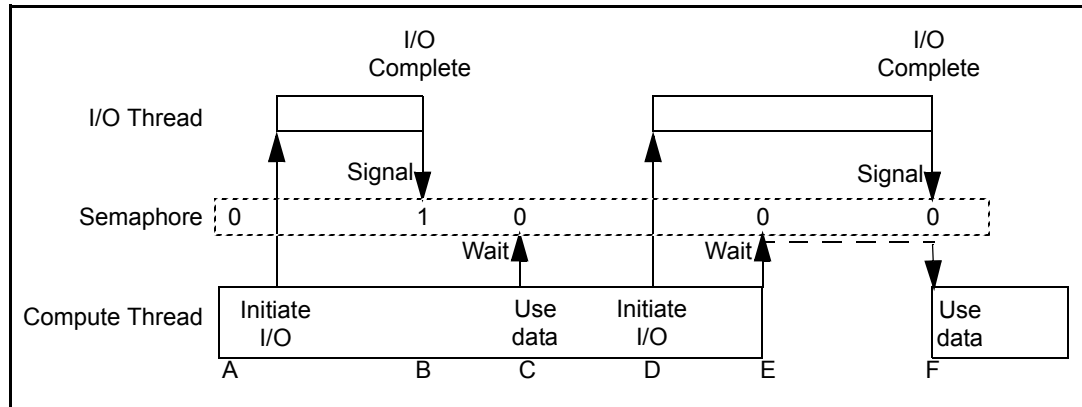 I/O
Complete
I/O
Complete
I/O Thread
Signal
Signal
Semaphore
0 1 0 0 0
Wait
Wait
Compute Thread
Initiate
I/O
Use
data
Initiate
I/O
Use
data
A B C D E F